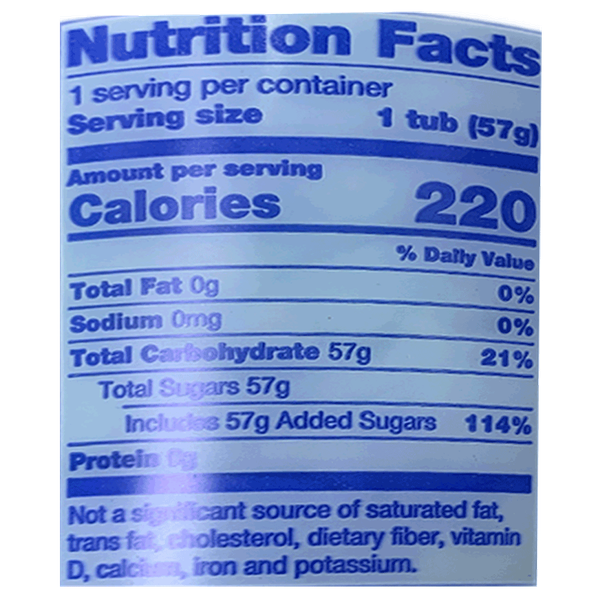 Nutrition Facts
1 serving per container
Serving size 1 tub (57g)
Amount per serving
Calories 220
% Daily Value
Total Fat 0g 0%
Sodium 0mg 0%
Total Carbohydrate 57g 21%
Total Sugars 57g
Includes 57g Added Sugars 114%
Protein 0g
Not a significant source of saturated fat,
trans fat, cholesterol, dietary fiber, vitamin
D, calcium, iron and potassium.